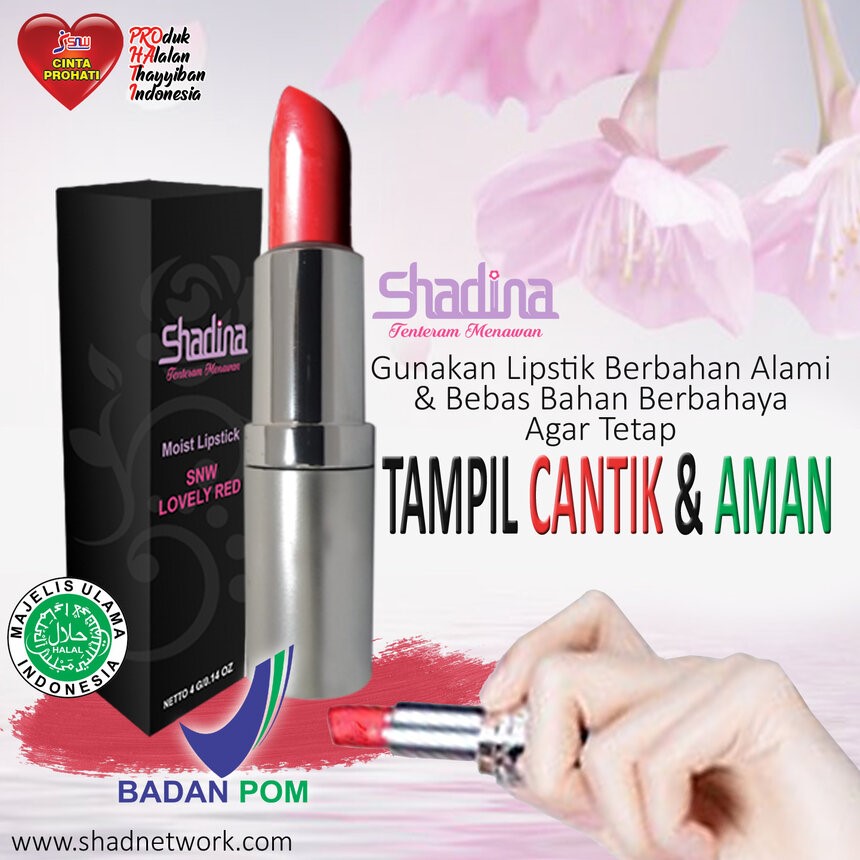 SNW
CINTA
PROHATI
PROduk
HAlalan
Thayyiban
Indonesia
Shadina
Tenteram Menawan
Moist Lipstick
SNW
LOVELY RED
NETTO 4 G/0.14 OZ
Shadina
Tenteram Menawan
Gunakan Lipstik Berbahan Alami
& Bebas Bahan Berbahaya
Agar Tetap
TAMPIL CANTIK & AMAN
MAJELIS ULAMA
حلال
HALAL
INDONESIA
BADAN POM
www.shadnetwork.com